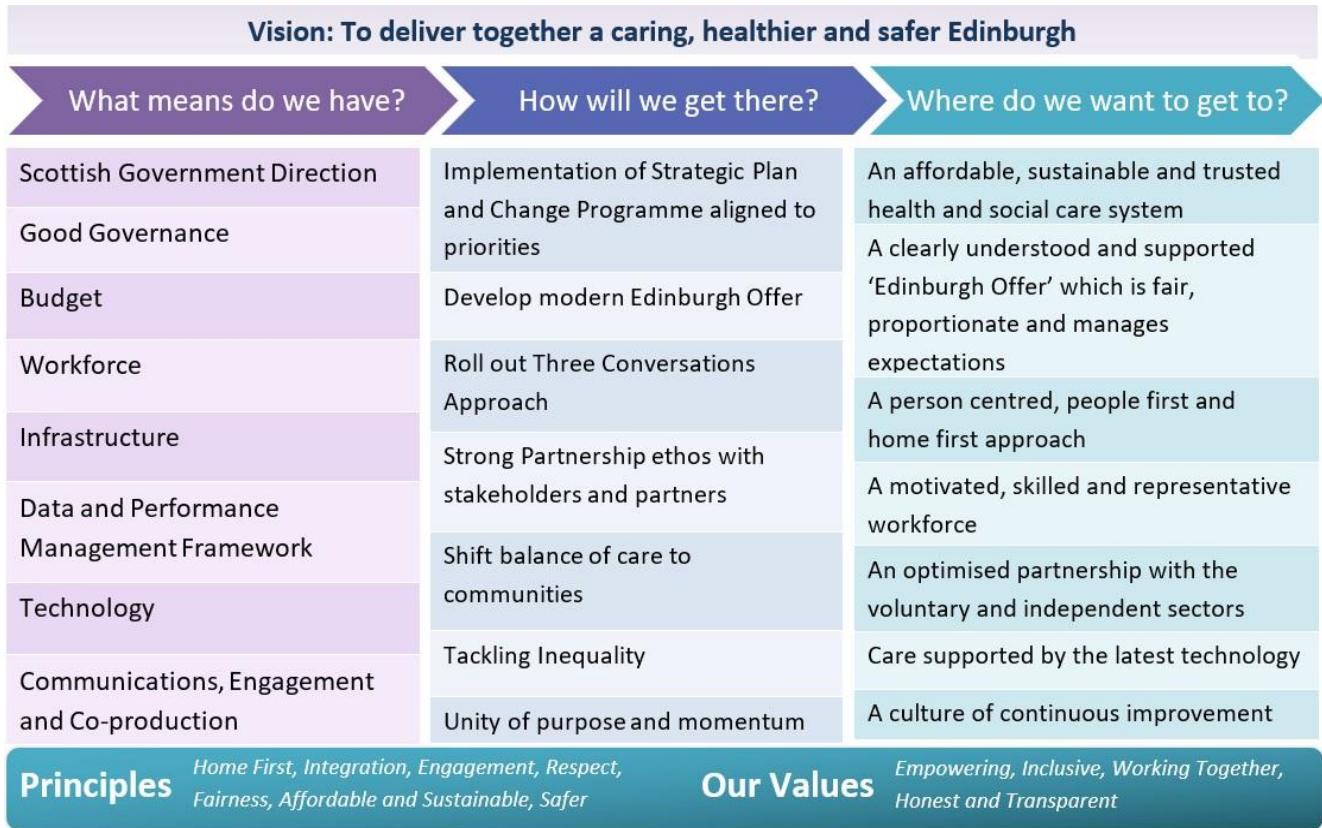 Vision: To deliver together a caring, healthier and safer Edinburgh
What means do we have?
How will we get there?
Where do we want to get to?
Scottish Government Direction
Good Governance
Budget
Workforce
Infrastructure
Data and Performance
Management Framework
Technology
Communications, Engagement
and Co-production
Implementation of Strategic Plan
and Change Programme aligned to
priorities
Develop modern Edinburgh Offer
Roll out Three Conversations
Approach
Strong Partnership ethos with
stakeholders and partners
Shift balance of care to
communities
Tackling Inequality
Unity of purpose and momentum
An affordable, sustainable and trusted
health and social care system
A clearly understood and supported
‘Edinburgh Offer’ which is fair,
proportionate and manages
expectations
A person centred, people first and
home first approach
A motivated, skilled and representative
workforce
An optimised partnership with the
voluntary and independent sectors
Care supported by the latest technology
A culture of continuous improvement
Principles
Home First, Integration, Engagement, Respect,
Fairness, Affordable and Sustainable, Safer
Our Values
Empowering, Inclusive, Working Together,
Honest and Transparent